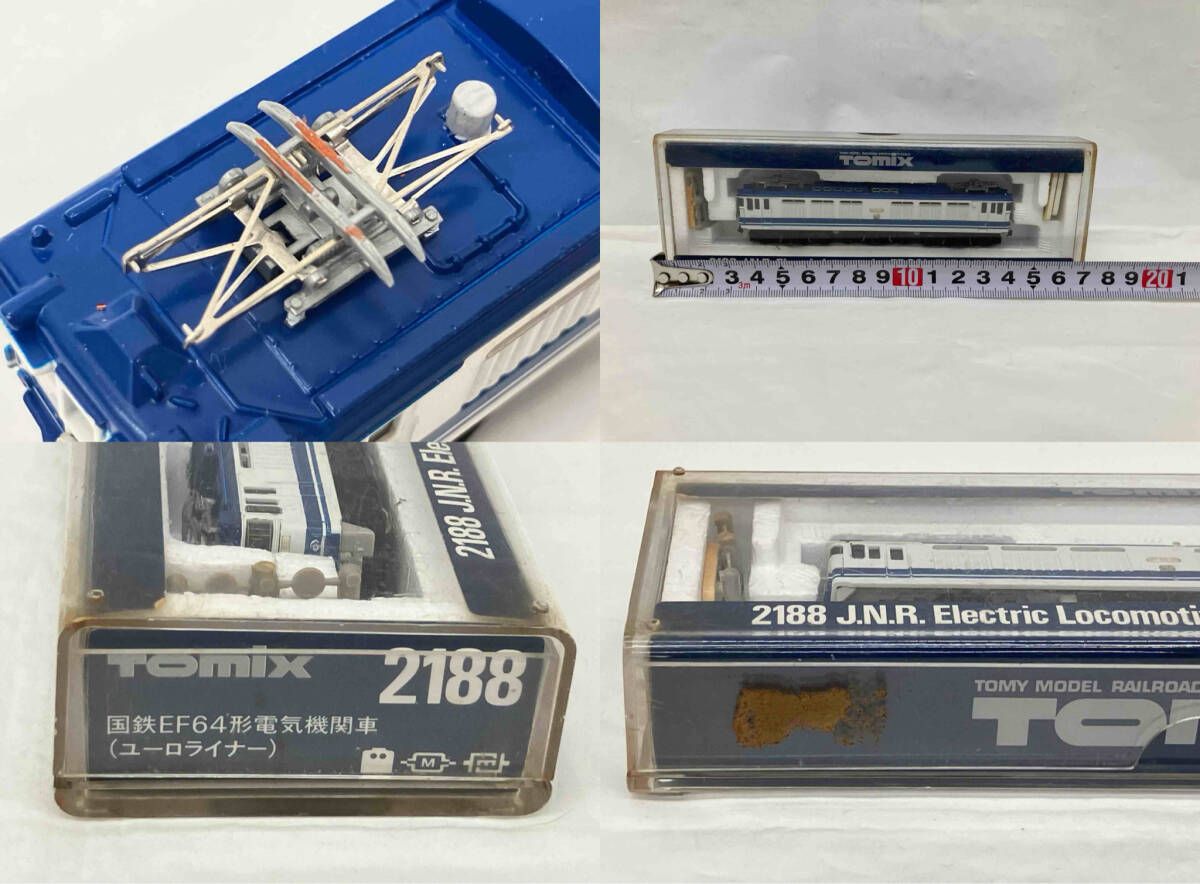 TOMIX
3 4 5 6 7 8 9 10 1 2 3 4 5 6 7 8 9 20 1
3m
2188 J.N.R. Ele
TOMIX 2188
国鉄EF64形電気機関車
(ユーロライナー)
M
2188 J.N.R. Electric Locomoti
TOMY MODEL RAILROAD
TO